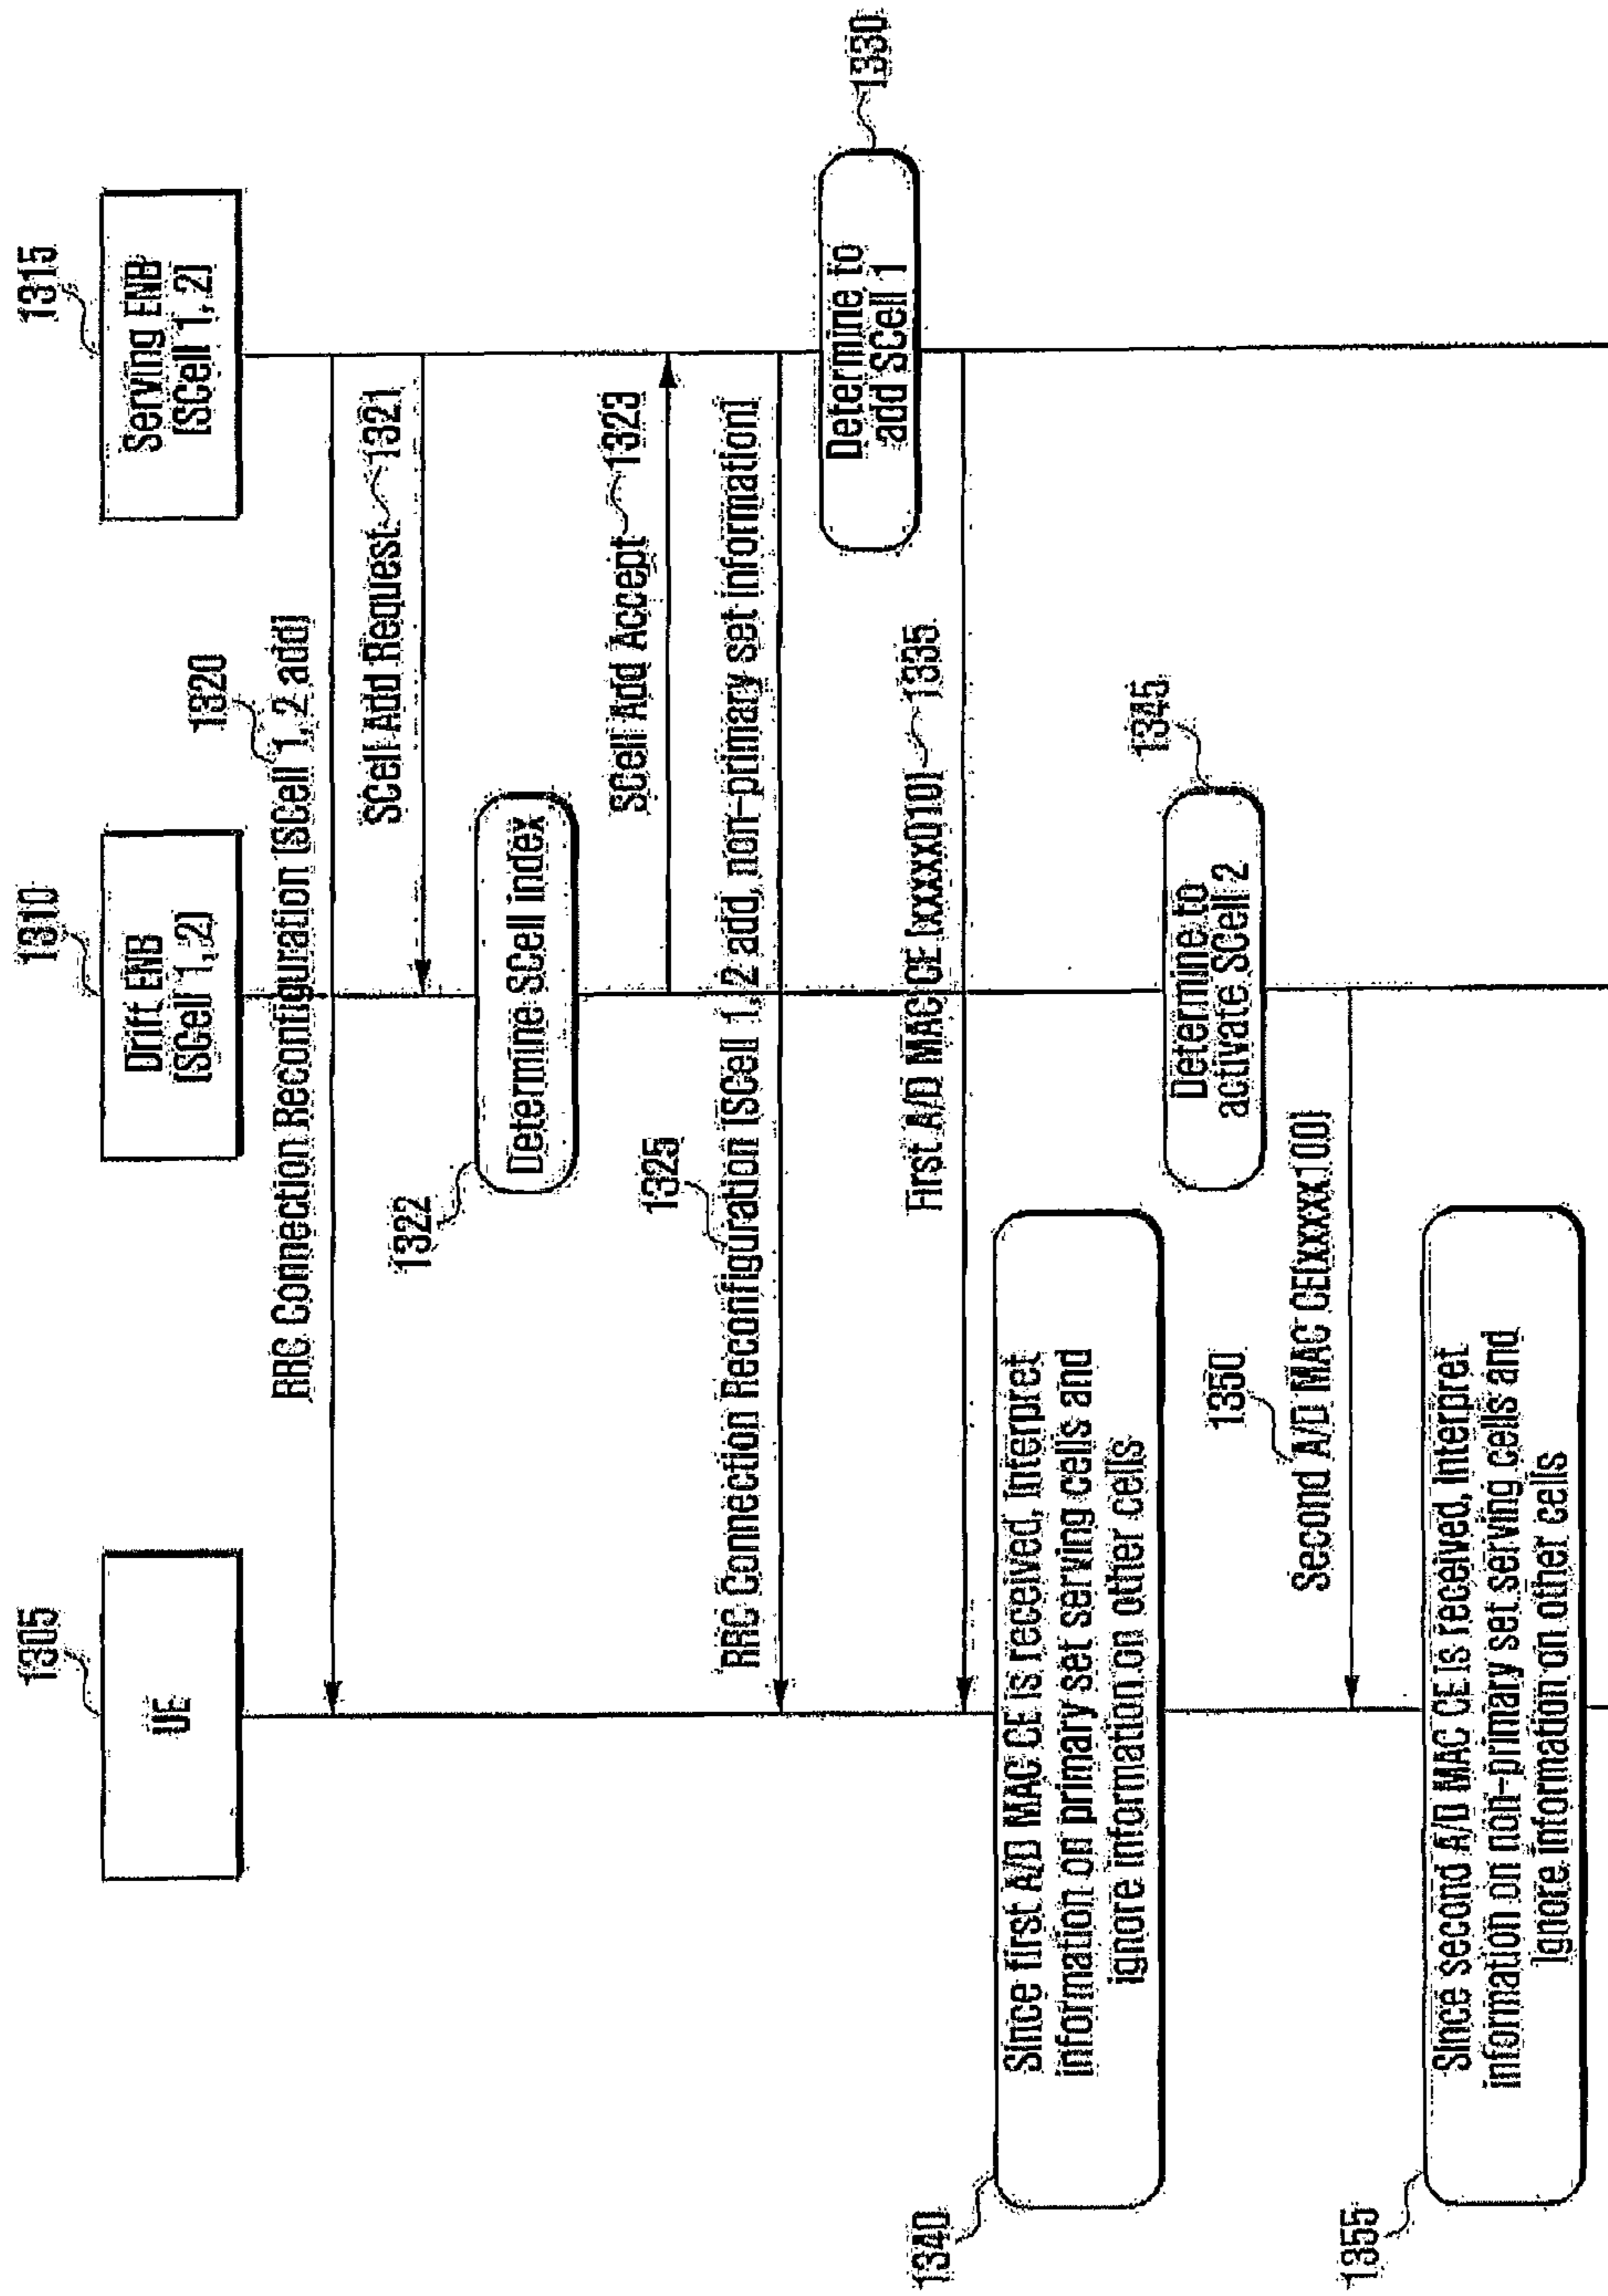 1305
UE
1310
Drift ENB
[SCell 1, 2]
1315
Serving ENB
[SCell 1, 2]
1320
RRC Connection Reconfiguration [SCell 1, 2 add]
SCell Add Request 1321
1322
Determine SCell index
SCell Add Accept 1323
1325
RRC Connection Reconfiguration [SCell 1, 2 add, non-primary set information]
Determine to
add SCell 1
1330
First A/D MAC CE [xxxxx010] 1335
1340
Since first A/D MAC CE is received, Interpret
information on primary set serving cells and
ignore information on other cells
1345
Determine to
activate SCell 2
1350
Second A/D MAC CE[xxxxx100]
1355
Since second A/D MAC CE is received, Interpret
information on non-primary set serving cells and
Ignore information on other cells